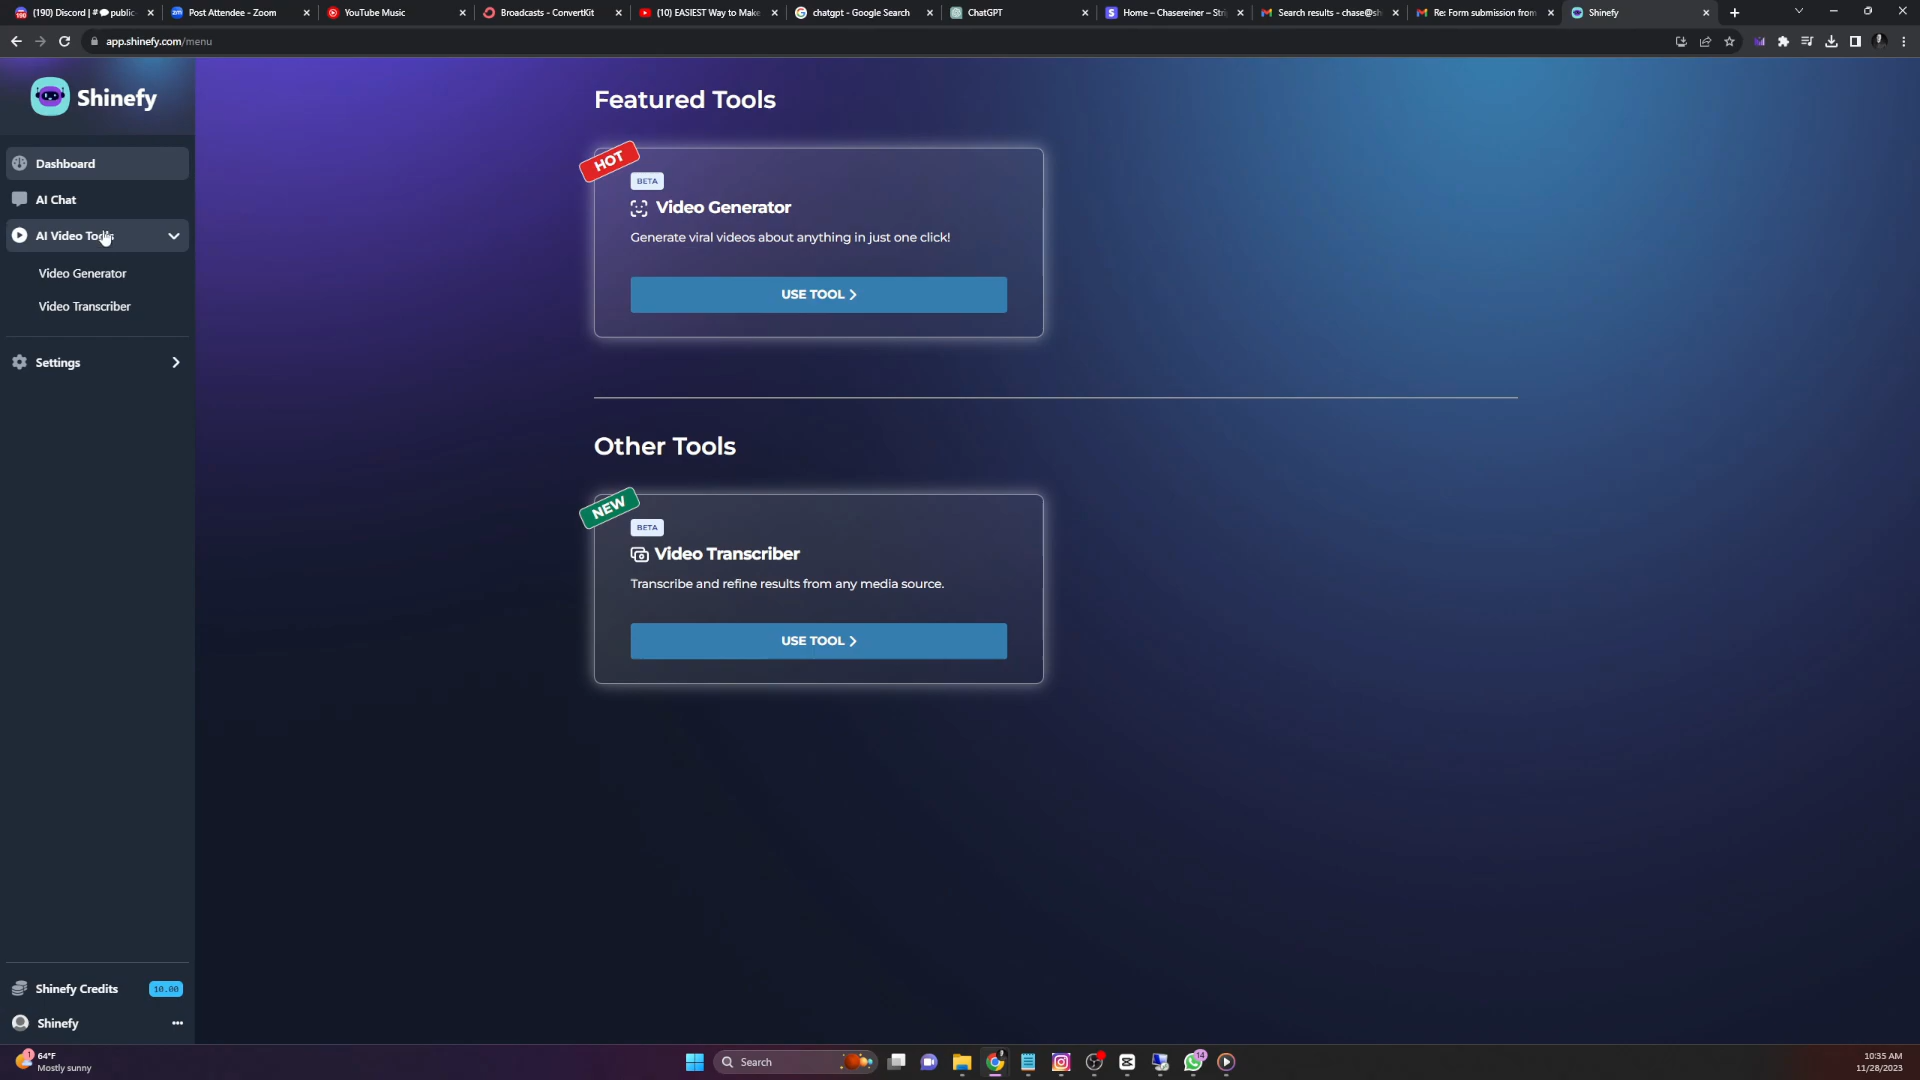 (190) Discord | # public
Post Attendee - Zoom
YouTube Music
Broadcasts - ConvertKit
(10) EASIEST Way to Make
chatgpt - Google Search
ChatGPT
Home – Chasereiner – Stri
Search results - chase@sh
Re: Form submission from
Shinefy
app.shinefy.com/menu
Shinefy
Dashboard
AI Chat
AI Video Tools
Video Generator
Video Transcriber
Settings
Featured Tools
HOT
BETA
Video Generator
Generate viral videos about anything in just one click!
USE TOOL
Other Tools
NEW
BETA
Video Transcriber
Transcribe and refine results from any media source.
USE TOOL
Shinefy Credits 10.00
Shinefy
1
64°F
Mostly sunny
Search
14
10:35 AM
11/28/2023